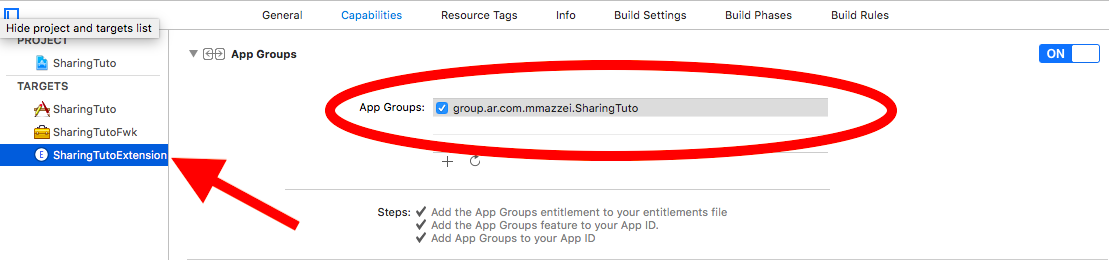 General Capabilities Resource Tags Info Build Settings Build Phases Build Rules
Hide project and targets list
PROJECT
SharingTuto
TARGETS
SharingTuto
SharingTutoFwk
E SharingTutoExtension
App Groups
ON
App Groups: group.ar.com.mmazzei.SharingTuto
Steps: Add the App Groups entitlement to your entitlements file
Add the App Groups feature to your App ID.
Add App Groups to your App ID